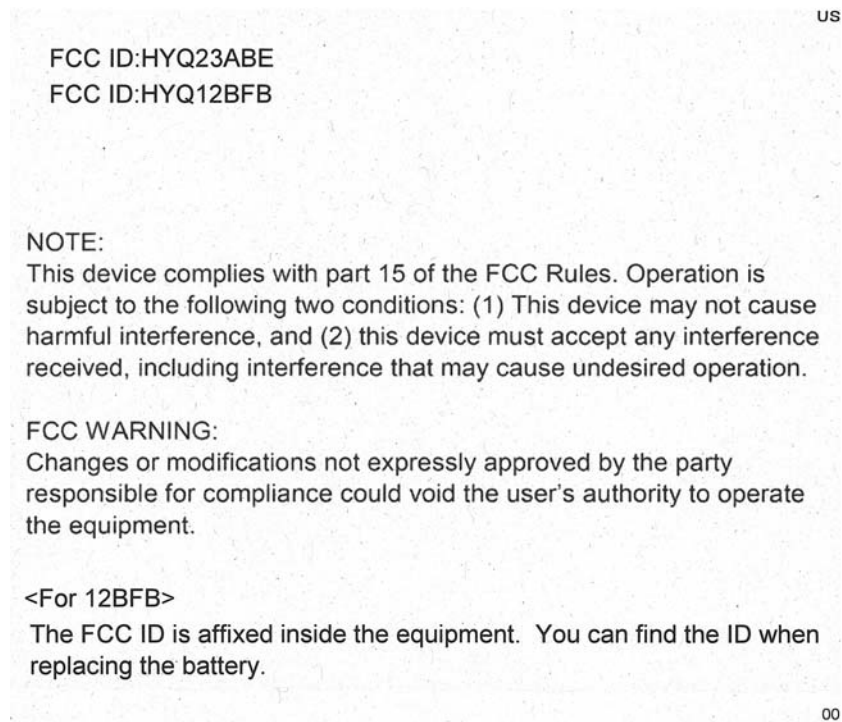 US
FCC ID:HYQ23ABE
FCC ID:HYQ12BFB
NOTE:
This device complies with part 15 of the FCC Rules. Operation is
subject to the following two conditions: (1) This device may not cause
harmful interference, and (2) this device must accept any interference
received, including interference that may cause undesired operation.
FCC WARNING:
Changes or modifications not expressly approved by the party
responsible for compliance could void the user's authority to operate
the equipment.
<For 12BFB>
The FCC ID is affixed inside the equipment.  You can find the ID when
replacing the battery.
00